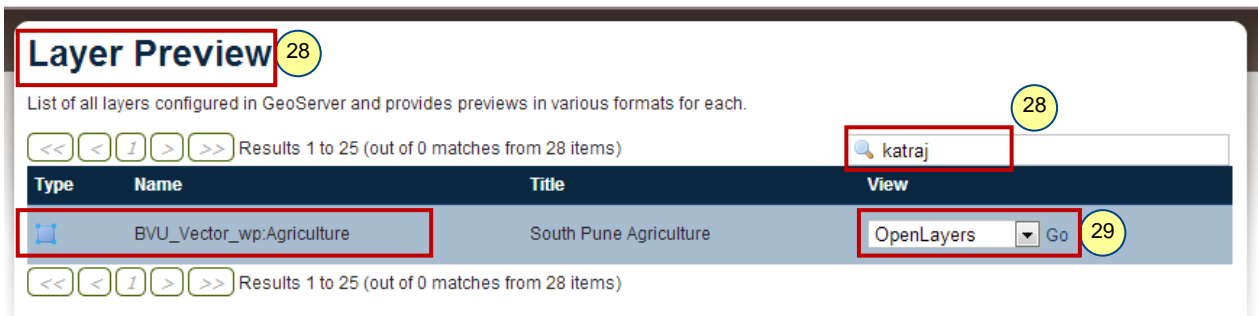 Layer Preview 28
List of all layers configured in GeoServer and provides previews in various formats for each.
28
<< < 1 > >> Results 1 to 25 (out of 0 matches from 28 items) katraj
Type Name Title View
BVU_Vector_wp:Agriculture South Pune Agriculture OpenLayers Go 29
<< < 1 > >> Results 1 to 25 (out of 0 matches from 28 items)